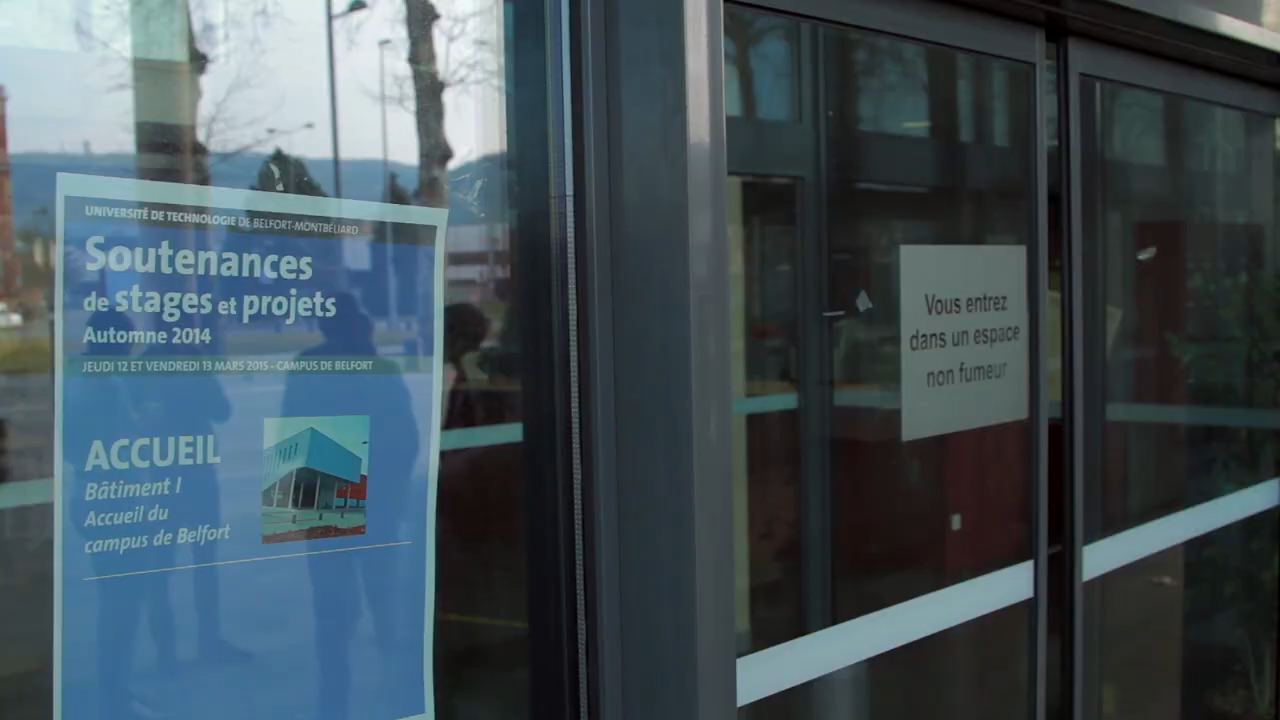 UNIVERSITÉ DE TECHNOLOGIE DE BELFORT-MONTBÉLIARD
Soutenances
de stages et projets
Automne 2014
JEUDI 12 ET VENDREDI 13 MARS 2015 - CAMPUS DE BELFORT
ACCUEIL
Bâtiment I
Accueil du
campus de Belfort
Vous entrez
dans un espace
non fumeur